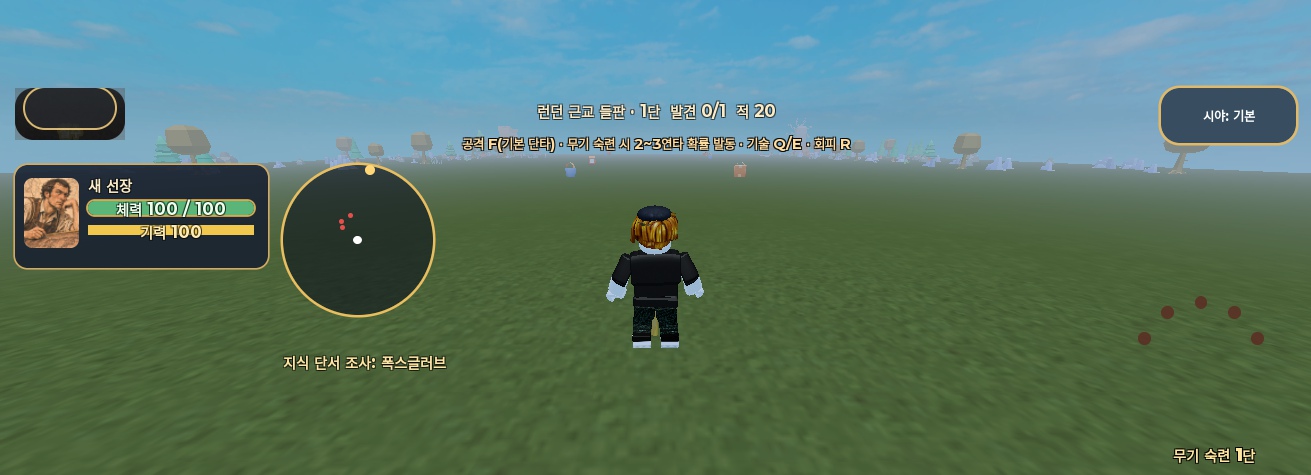 런던 근교 들판 · 1단 발견 0/1 적 20
시야: 기본
공격 F(기본 단타) · 무기 숙련 시 2~3연타 확률 발동 · 기술 Q/E · 회피 R
새 선장
체력 100 / 100
기력 100
지식 단서 조사: 폭스글러브
무기 숙련 1단